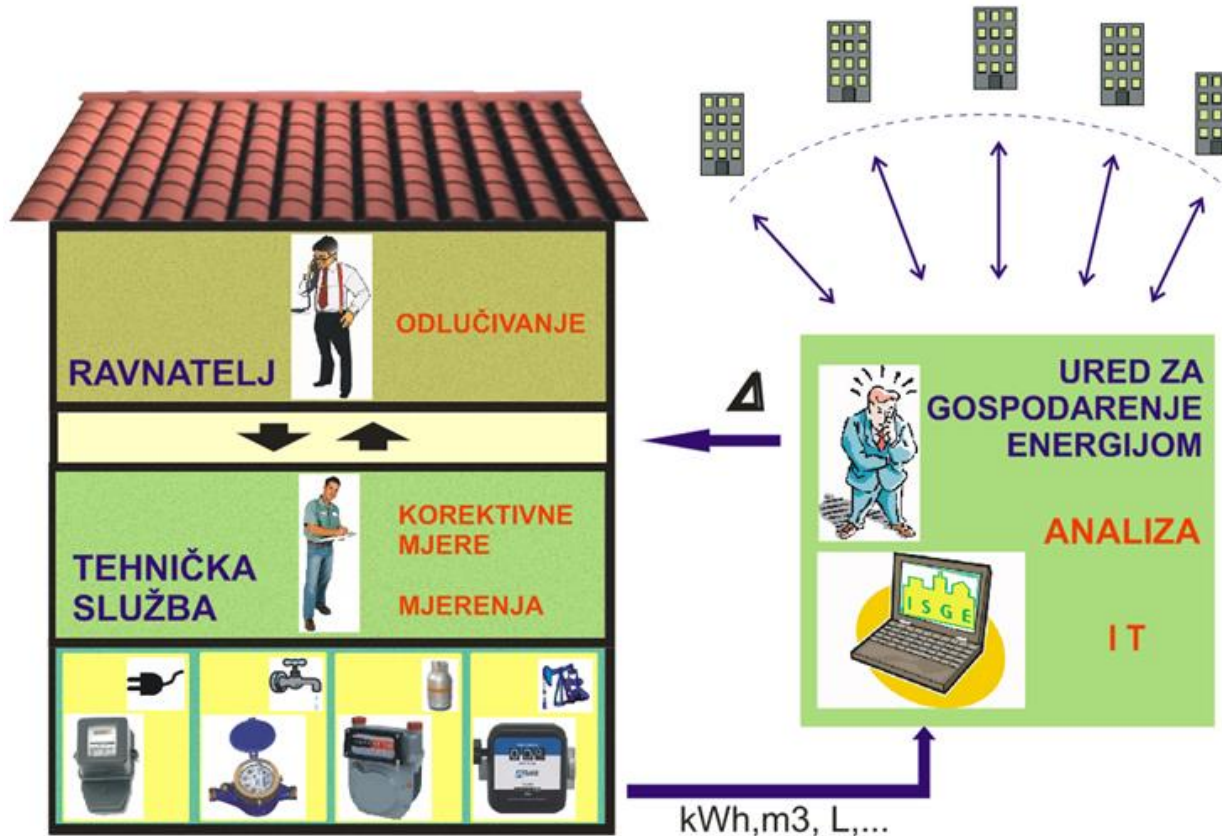 RAVNATELJ
ODLUČIVANJE
TEHNIČKA
SLUŽBA
KOREKTIVNE
MJERE
MJERENJA
Δ
URED ZA
GOSPODARENJE
ENERGIJOM
ANALIZA
ISGE
I T
kWh,m3, L,...